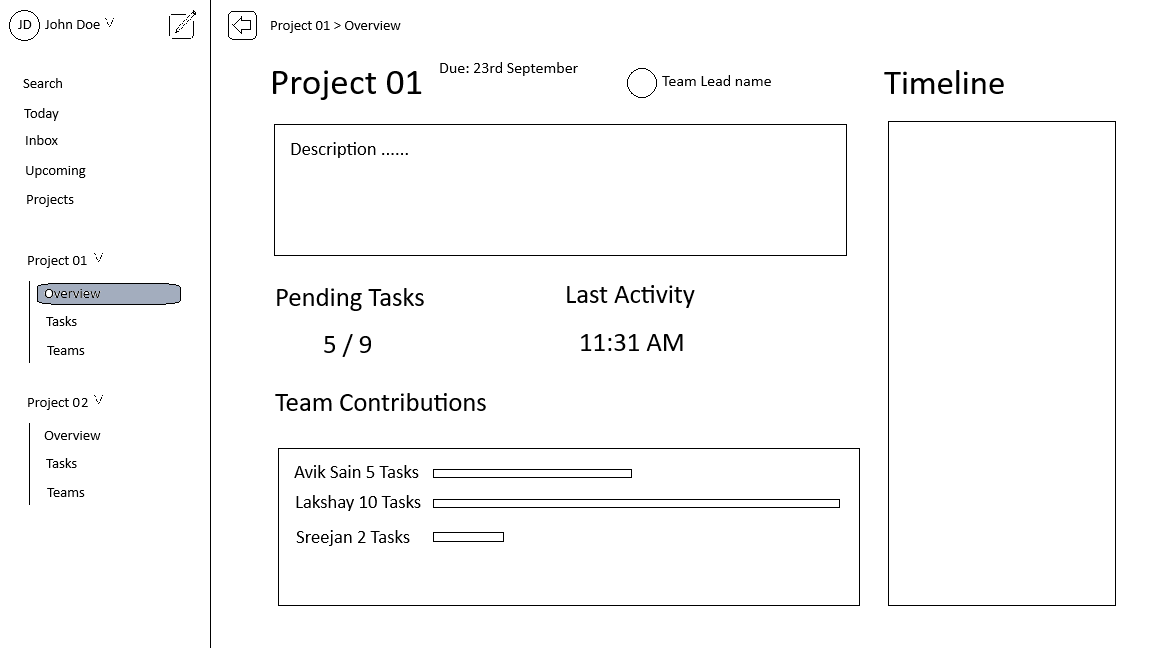 JD John Doe
Search
Today
Inbox
Upcoming
Projects
Project 01
Overview
Tasks
Teams
Project 02
Overview
Tasks
Teams
Project 01 > Overview
Project 01
Due: 23rd September
Team Lead name
Description ......
Pending Tasks
5 / 9
Last Activity
11:31 AM
Team Contributions
Avik Sain 5 Tasks
Lakshay 10 Tasks
Sreejan 2 Tasks
Timeline